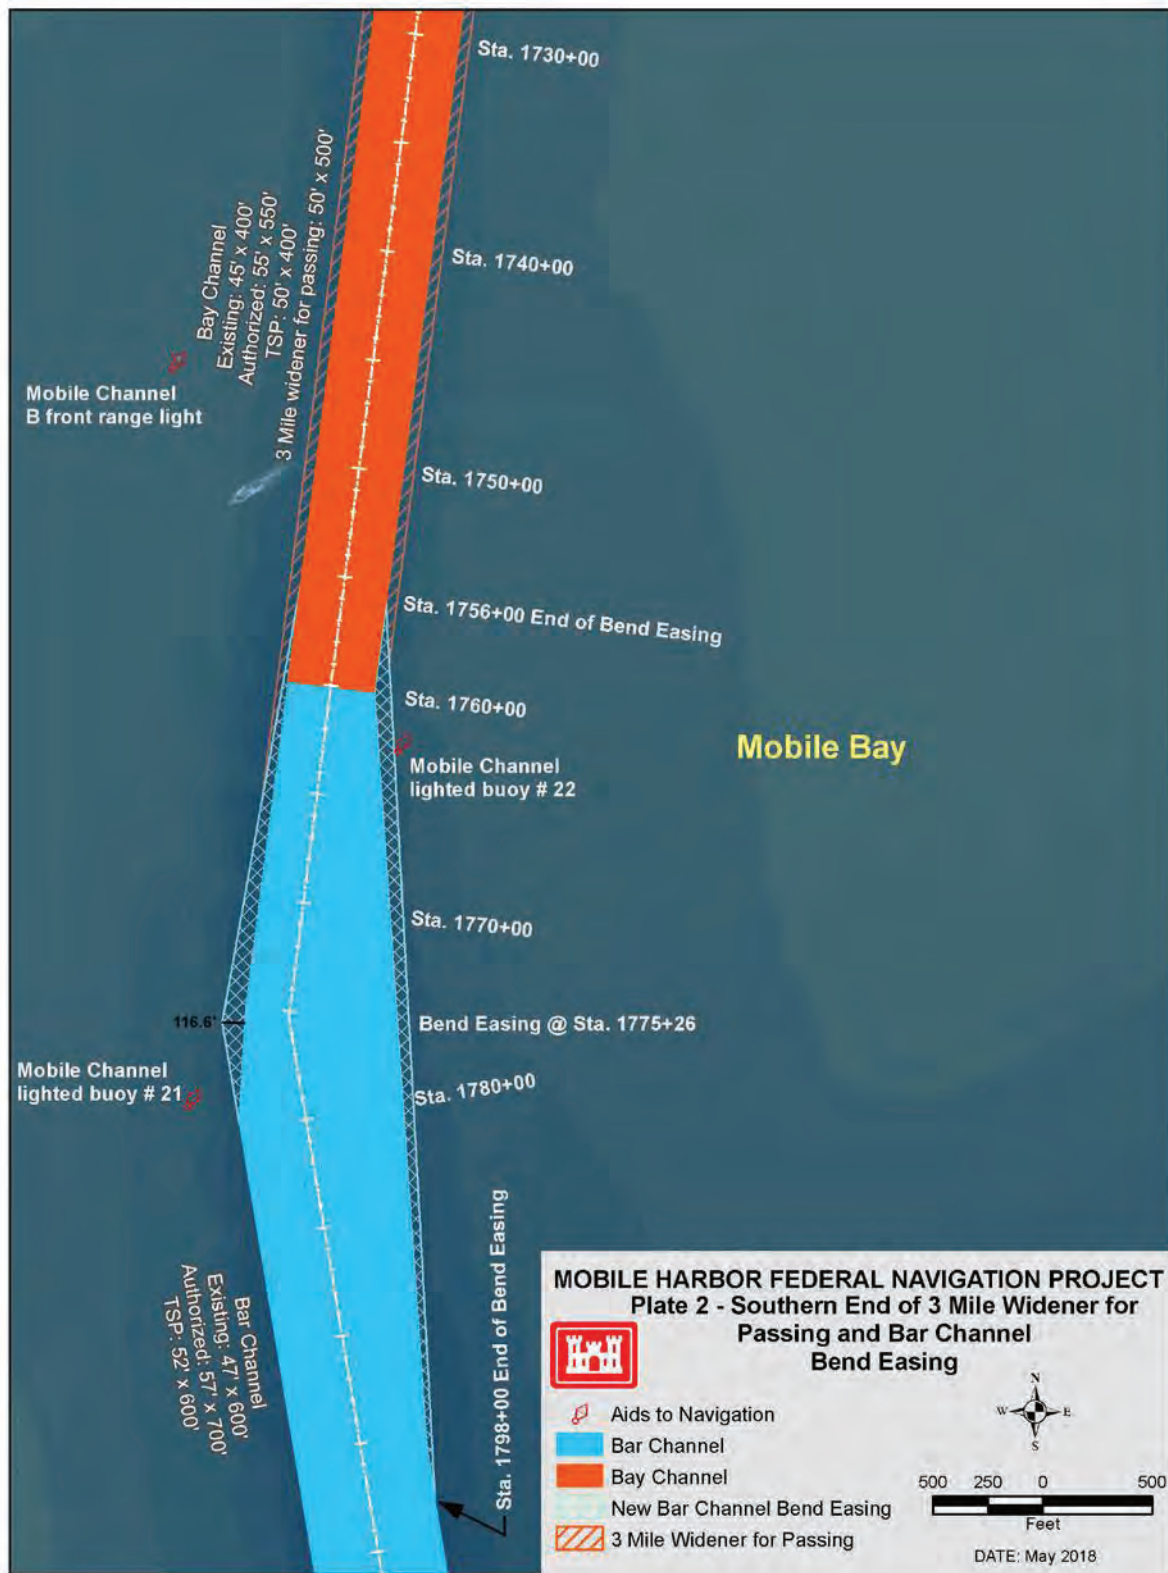 Sta. 1730+00
Bay Channel
Existing: 45' x 400'
Authorized: 55' x 550'
TSP: 50' x 400'
3 Mile widener for passing: 50' x 500'
Sta. 1740+00
Mobile Channel
B front range light
Sta. 1750+00
Sta. 1756+00 End of Bend Easing
Sta. 1760+00
Mobile Bay
Mobile Channel
lighted buoy # 22
Sta. 1770+00
116.6'
Bend Easing @ Sta. 1775+26
Mobile Channel
lighted buoy # 21
Sta. 1780+00
Sta. 1798+00 End of Bend Easing
Bar Channel
Existing: 47' x 600'
Authorized: 57' x 700'
TSP: 52' x 600'
MOBILE HARBOR FEDERAL NAVIGATION PROJECT
Plate 2 - Southern End of 3 Mile Widener for
Passing and Bar Channel
Bend Easing
N
W E
S
Aids to Navigation
Bar Channel
Bay Channel
New Bar Channel Bend Easing
3 Mile Widener for Passing
500 250 0 500
Feet
DATE: May 2018